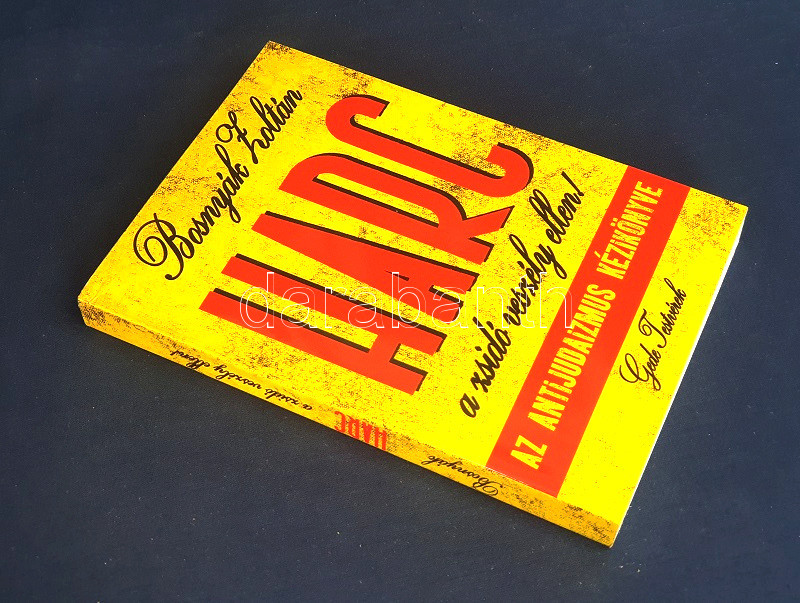 Bosnyák Zoltán
HARC
a zsidó veszély ellen!
AZ ANTIJUDAIZMUS KÉZIKÖNYVE
Gede Testvérek
Bosnyák
HARC
a zsidó veszély ellen!
darabanth